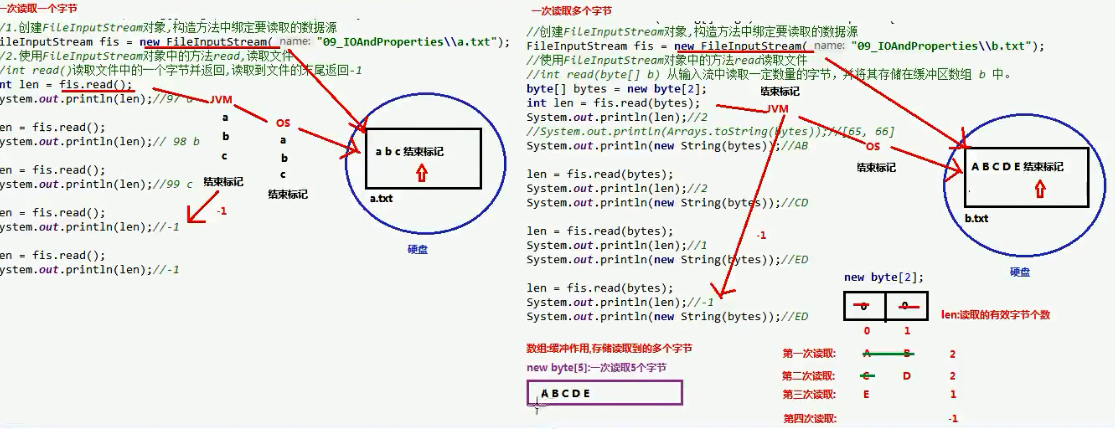 一次读取一个字节
//1.创建FileInputStream对象,构造方法中绑定要读取的数据源
FileInputStream fis = new FileInputStream( name: "09_IOAndProperties\\a.txt");
//2.使用FileInputStream对象中的方法read,读取文件
//int read()读取文件中的一个字节并返回,读取到文件的末尾返回-1
int len = fis.read();
System.out.println(len);//97 a
len = fis.read();
System.out.println(len);// 98 b
len = fis.read();
System.out.println(len);//99 c
len = fis.read();
System.out.println(len);//-1
len = fis.read();
System.out.println(len);//-1
JVM
a
b
c
结束标记
-1
OS
a
b
c
结束标记
a b c 结束标记
a.txt
硬盘
一次读取多个字节
//创建FileInputStream对象,构造方法中绑定要读取的数据源
FileInputStream fis = new FileInputStream( name: "09_IOAndProperties\\b.txt");
//使用FileInputStream对象中的方法read读取文件
//int read(byte[] b) 从输入流中读取一定数量的字节,并将其存储在缓冲区数组 b 中。
byte[] bytes = new byte[2];
int len = fis.read(bytes);
System.out.println(len);//2
//System.out.println(Arrays.toString(bytes));//[65, 66]
System.out.println(new String(bytes));//AB
len = fis.read(bytes);
System.out.println(len);//2
System.out.println(new String(bytes));//CD
len = fis.read(bytes);
System.out.println(len);//1
System.out.println(new String(bytes));//ED
len = fis.read(bytes);
System.out.println(len);//-1
System.out.println(new String(bytes));//ED
结束标记
JVM
-1
OS
结束标记
A B C D E 结束标记
b.txt
硬盘
数组:缓冲作用,存储读取到的多个字节
new byte[5]:一次读取5个字节
A B C D E
new byte[2];
0 0
len:读取的有效字节个数
0 1
第一次读取: A B 2
第二次读取: C D 2
第三次读取: E 1
第四次读取: -1